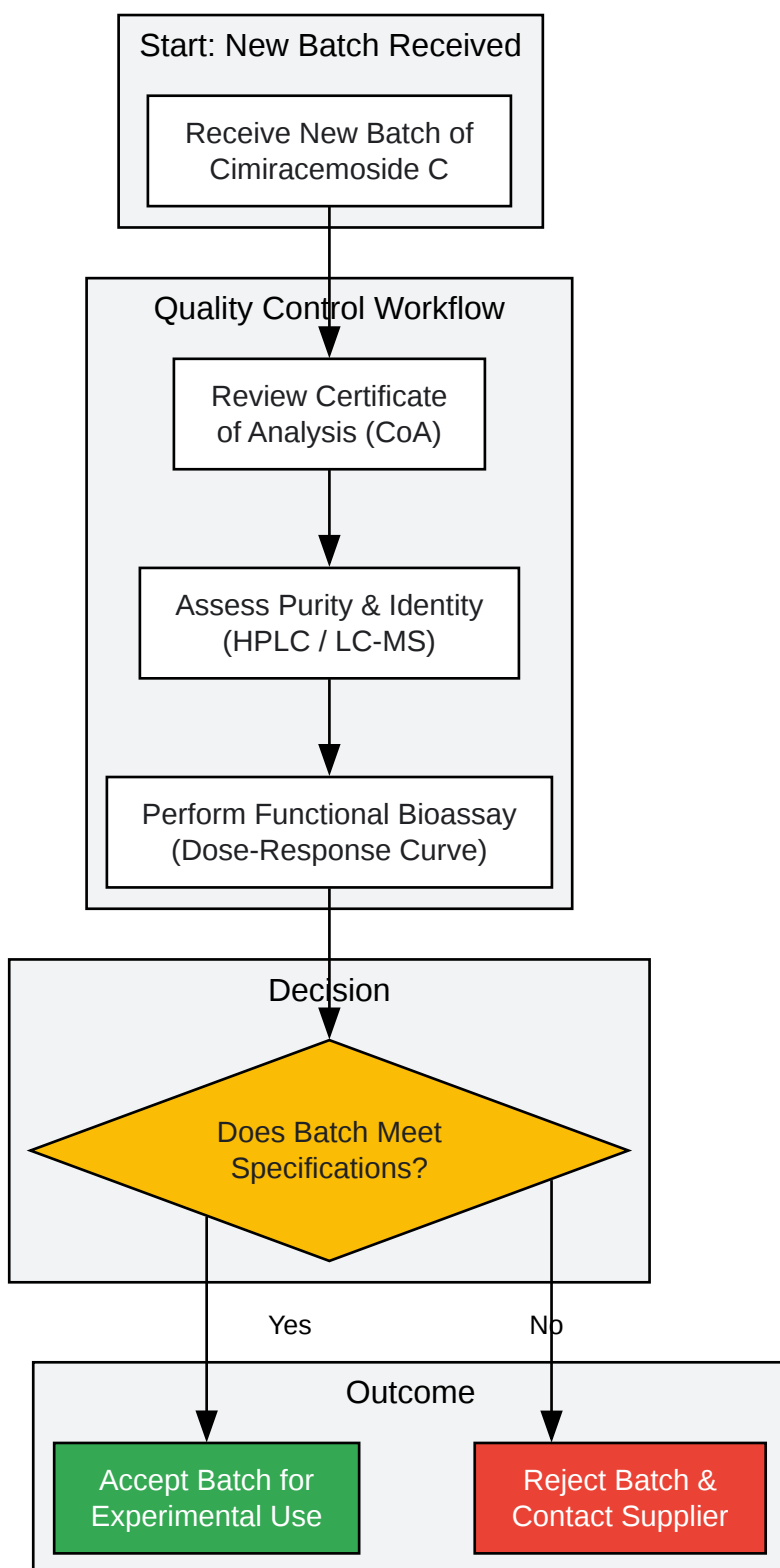 Start: New Batch Received
Receive New Batch of
Cimiracemoside C
Quality Control Workflow
Review Certificate
of Analysis (CoA)
Assess Purity & Identity
(HPLC / LC-MS)
Perform Functional Bioassay
(Dose-Response Curve)
Decision
Does Batch Meet
Specifications?
Yes
No
Outcome
Accept Batch for
Experimental Use
Reject Batch &
Contact Supplier